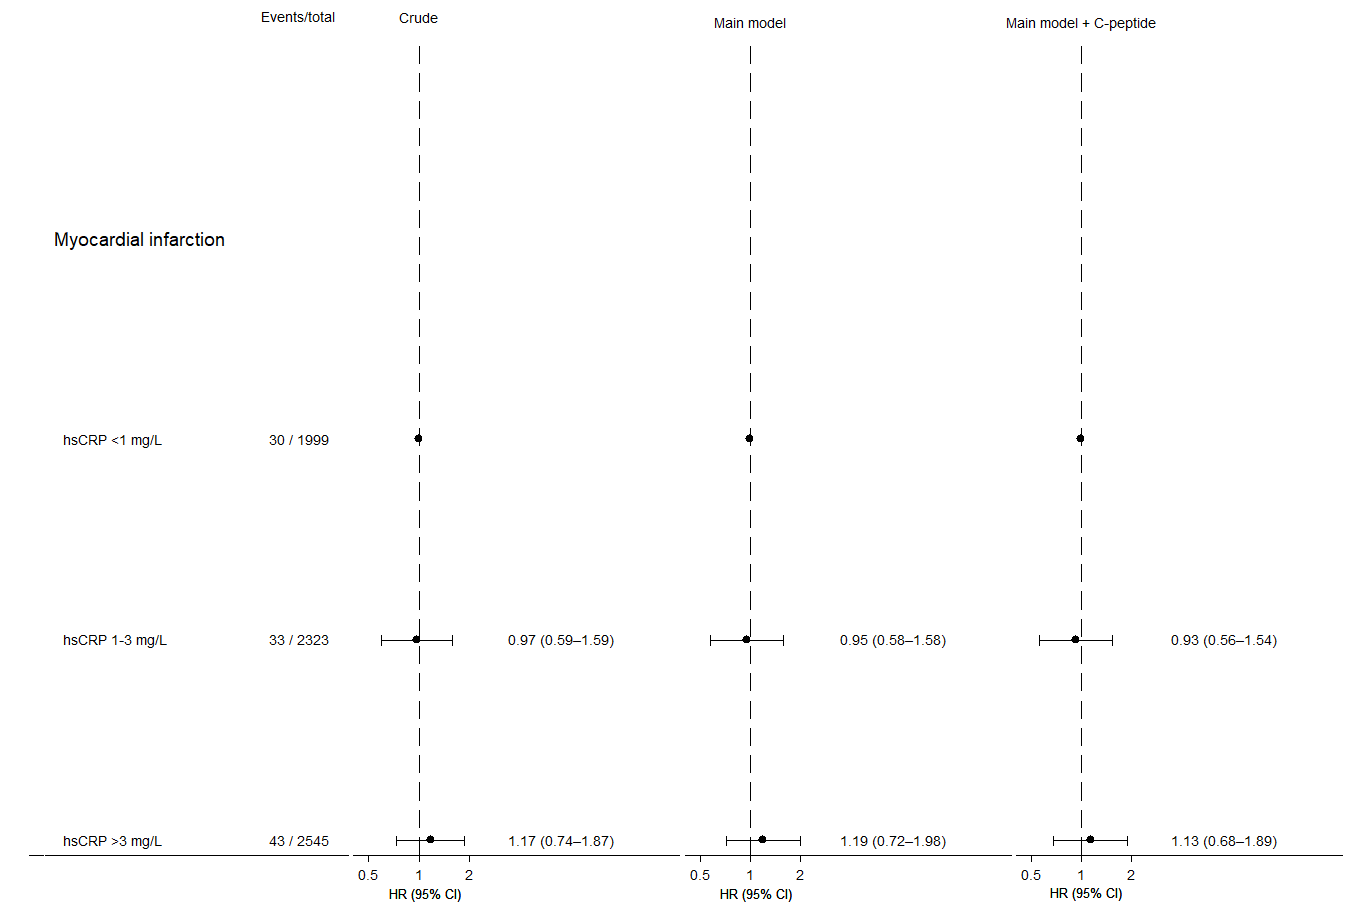 Events/total Crude Main model Main model + C-peptide
Myocardial infarction
hsCRP <1 mg/L 30 / 1999
hsCRP 1-3 mg/L 33 / 2323 0.97 (0.59–1.59) 0.95 (0.58–1.58) 0.93 (0.56–1.54)
hsCRP >3 mg/L 43 / 2545 1.17 (0.74–1.87) 1.19 (0.72–1.98) 1.13 (0.68–1.89)
0.5 1 2 0.5 1 2 0.5 1 2
HR (95% CI) HR (95% CI) HR (95% CI)